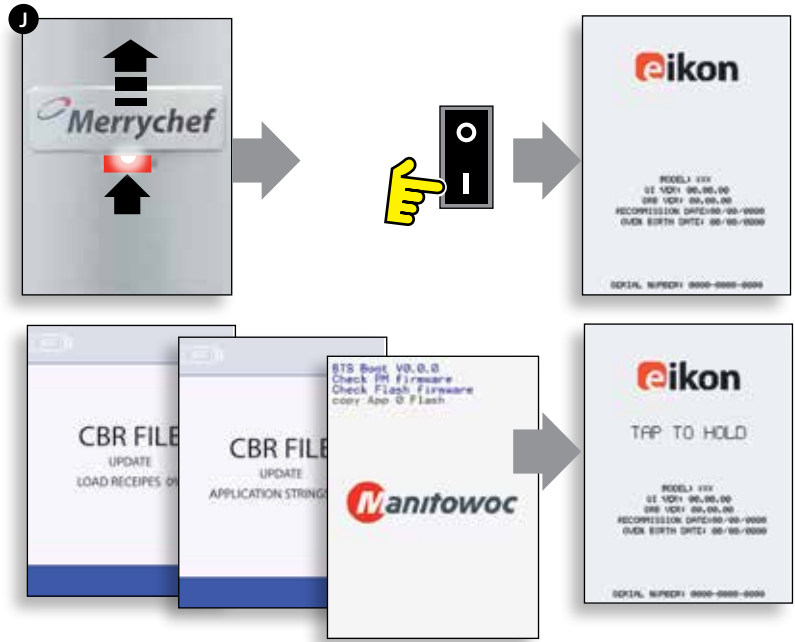 J
Merrychef
eikon
MODEL: XXX
UI VER: 00.00.00
SRB VER: 00.00.00
RECOMMISSION DATE:00/00/0000
OVEN BIRTH DATE: 00/00/0000
SERIAL NUMBER: 0000-0000-0000
CBR FILE
UPDATE
LOAD RECEIPES 0%
CBR FILE
UPDATE
APPLICATION STRINGS
BTS Boot V0.0.0
Check PM firmware
Check Flash firmware
copy App 0 Flash
Manitowoc
eikon
TAP TO HOLD
MODEL: XXX
UI VER: 00.00.00
SRB VER: 00.00.00
RECOMMISSION DATE:00/00/0000
OVEN BIRTH DATE: 00/00/0000
SERIAL NUMBER: 0000-0000-0000